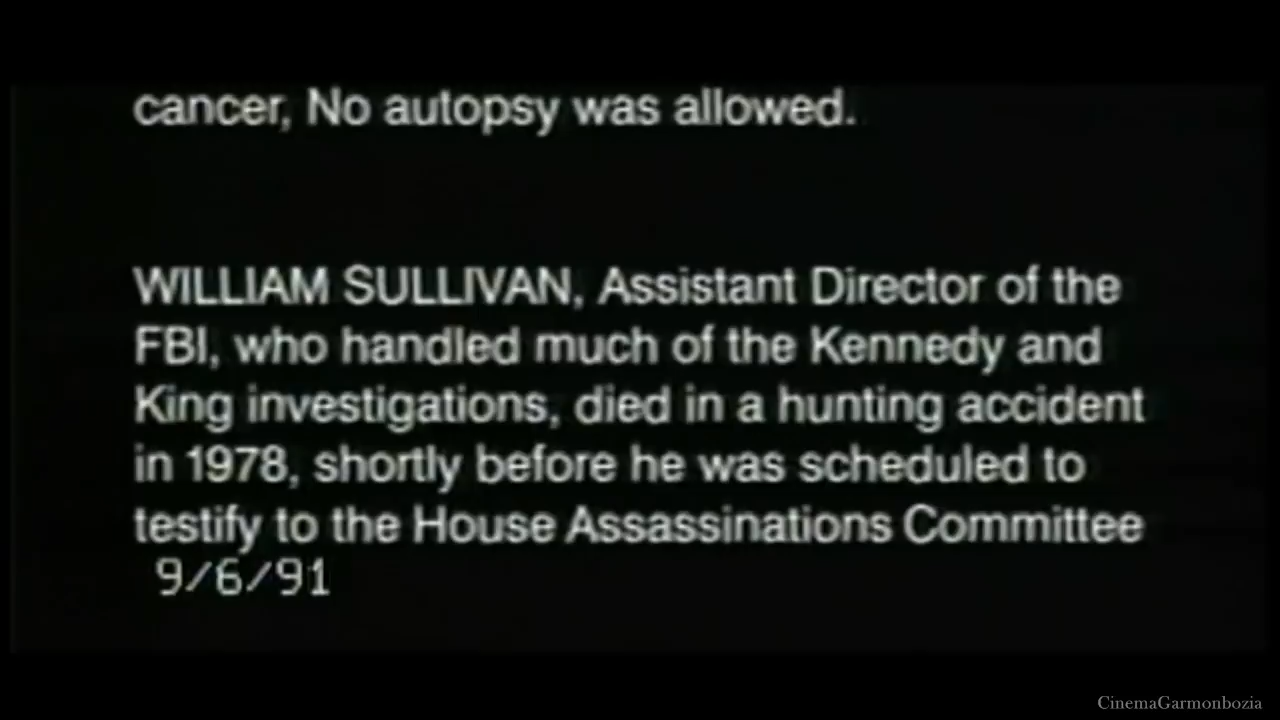 cancer, No autopsy was allowed.
WILLIAM SULLIVAN, Assistant Director of the
FBI, who handled much of the Kennedy and
King investigations, died in a hunting accident
in 1978, shortly before he was scheduled to
testify to the House Assassinations Committee
9/6/91
CinemaGarmonbozia